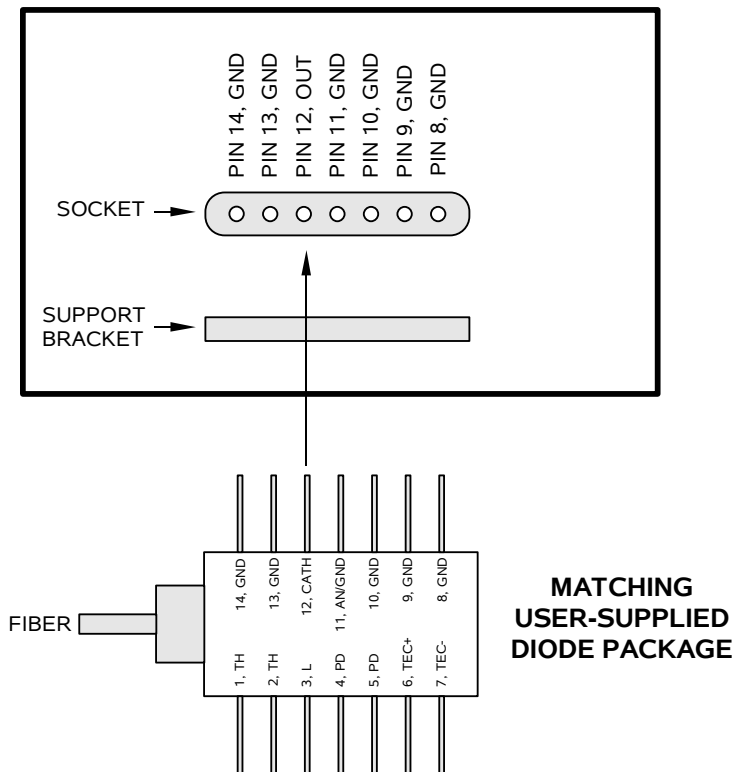 PIN 14, GND
PIN 13, GND
PIN 12, OUT
PIN 11, GND
PIN 10, GND
PIN 9, GND
PIN 8, GND
SOCKET
SUPPORT
BRACKET
14, GND
13, GND
12, CATH
11, AN/GND
10, GND
9, GND
8, GND
FIBER
1, TH
2, TH
3, L
4, PD
5, PD
6, TEC+
7, TEC-
MATCHING
USER-SUPPLIED
DIODE PACKAGE